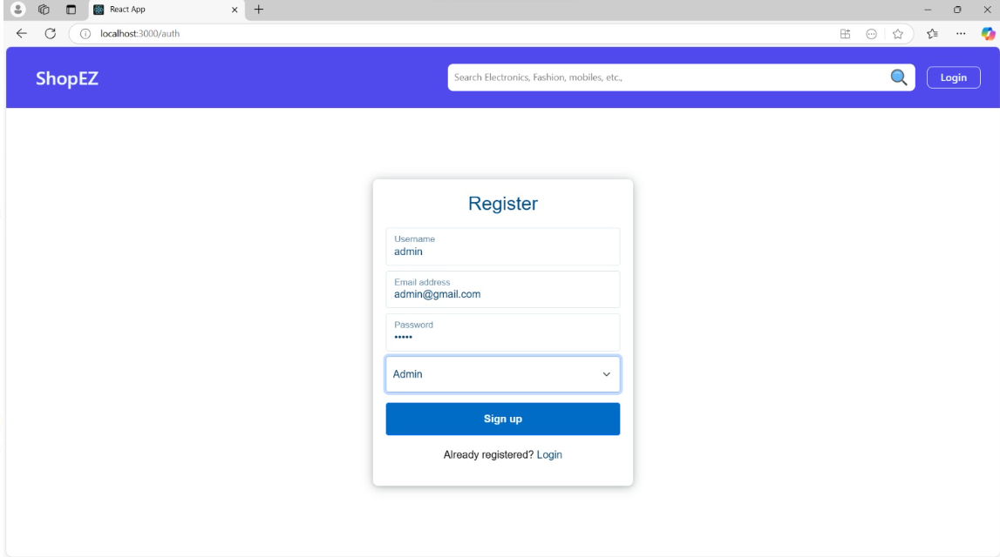 React App
localhost:3000/auth
ShopEZ
Search Electronics, Fashion, mobiles, etc.,
Login
Register
Username
admin
Email address
admin@gmail.com
Password
•••••
Admin
Sign up
Already registered? Login